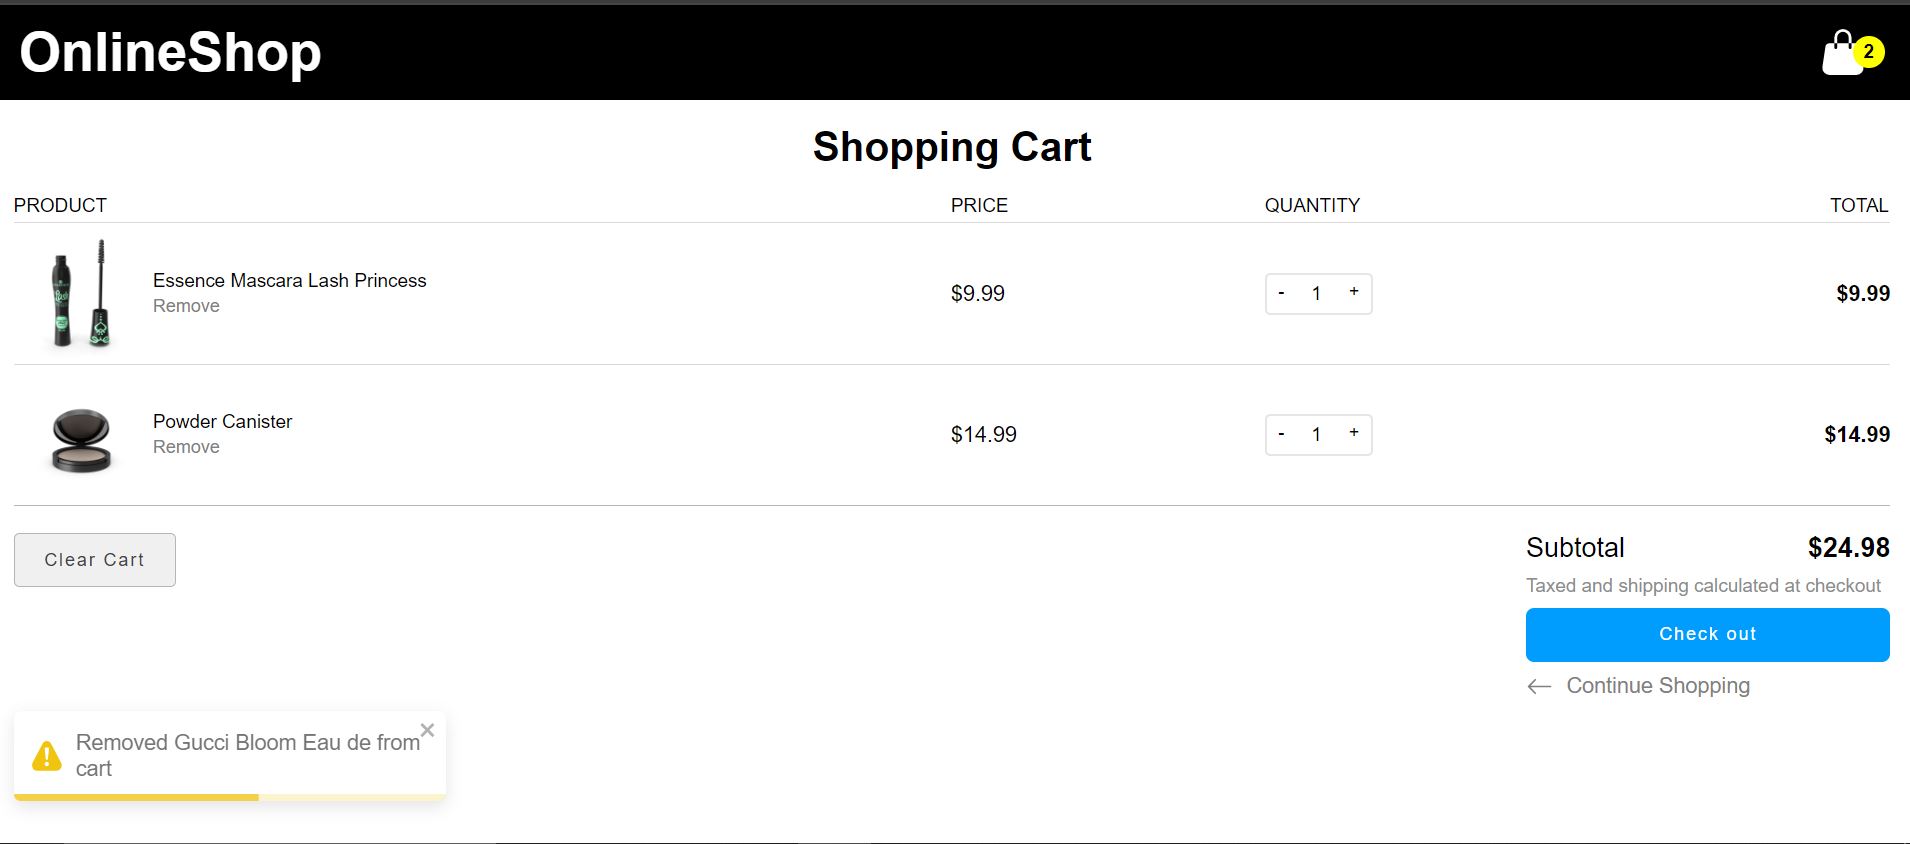 OnlineShop
2
Shopping Cart
PRODUCT PRICE QUANTITY TOTAL
Essence Mascara Lash Princess
Remove
$9.99 - 1 + $9.99
Powder Canister
Remove
$14.99 - 1 + $14.99
Clear Cart
Subtotal $24.98
Taxed and shipping calculated at checkout
Check out
Continue Shopping
Removed Gucci Bloom Eau de from
cart